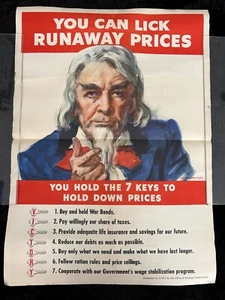 YOU CAN LICK
RUNAWAY PRICES
YOU HOLD THE 7 KEYS TO
HOLD DOWN PRICES
V 1. Buy and hold War Bonds.
I 2. Pay willingly our share of taxes.
C 3. Provide adequate life insurance and savings for our future.
T 4. Reduce our debts as much as possible.
O 5. Buy only what we need and make what we have last longer.
R 6. Follow ration rules and price ceilings.
Y 7. Cooperate with our Government's wage stabilization program.